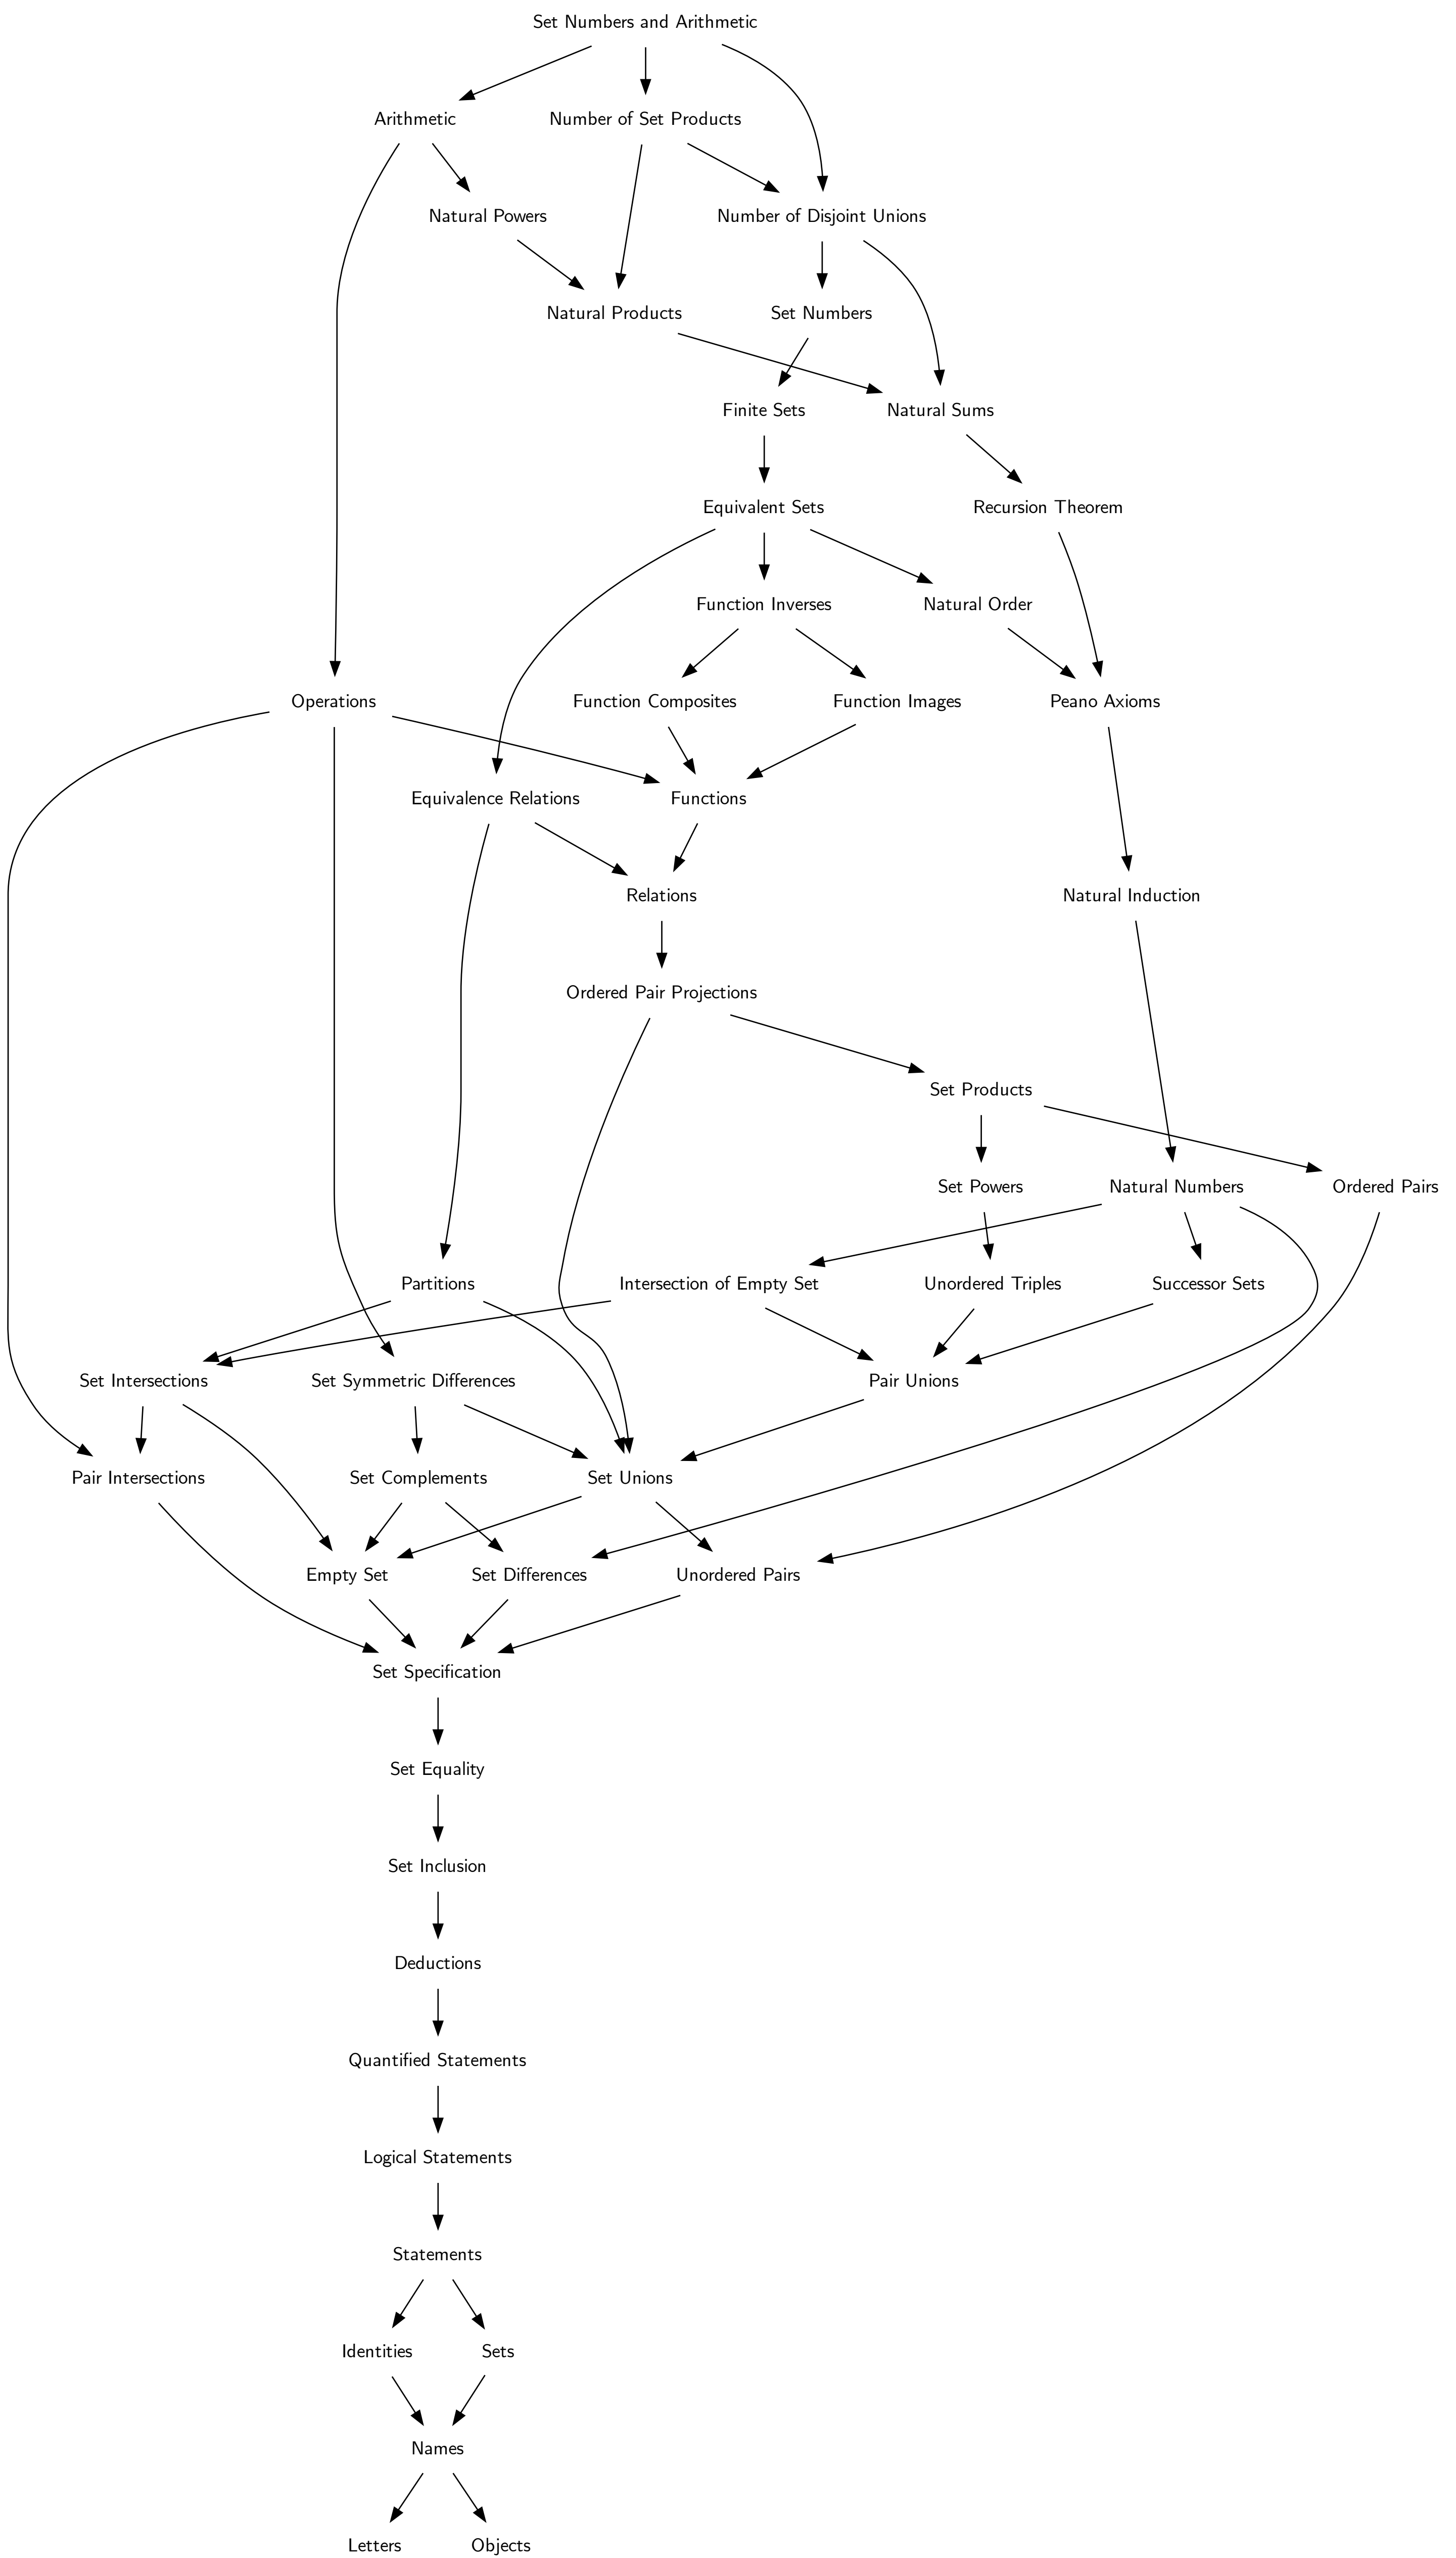 Set Numbers and Arithmetic
Arithmetic
Number of Set Products
Natural Powers
Number of Disjoint Unions
Natural Products
Set Numbers
Finite Sets
Natural Sums
Equivalent Sets
Recursion Theorem
Function Inverses
Natural Order
Operations
Function Composites
Function Images
Peano Axioms
Equivalence Relations
Functions
Relations
Natural Induction
Ordered Pair Projections
Set Products
Set Powers
Natural Numbers
Ordered Pairs
Partitions
Intersection of Empty Set
Unordered Triples
Successor Sets
Set Intersections
Set Symmetric Differences
Pair Unions
Pair Intersections
Set Complements
Set Unions
Empty Set
Set Differences
Unordered Pairs
Set Specification
Set Equality
Set Inclusion
Deductions
Quantified Statements
Logical Statements
Statements
Identities
Sets
Names
Letters
Objects